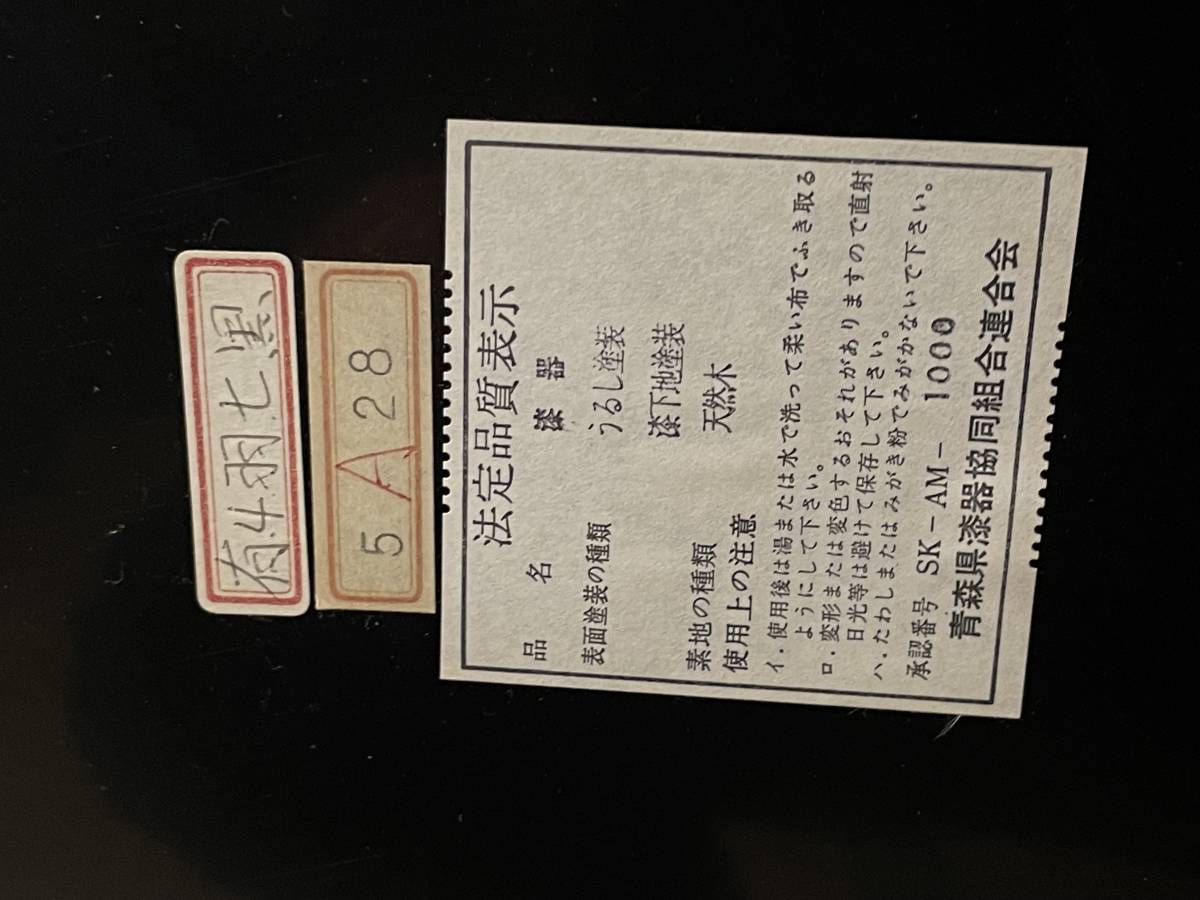 有4羽七黒
5 A 28
法定品質表示
品名 漆器
表面塗装の種類 うるし塗装
漆下地塗装
素地の種類 天然木
使用上の注意
イ.使用後は湯または水で洗って柔い布でふき取る
ようにして下さい。
ロ.変形または変色するおそれがありますので直射
日光等は避けて保存して下さい。
ハ.たわしまたはみがき粉でみがかないで下さい。
承認番号 SK-AM- 1000
青森県漆器協同組合連合会